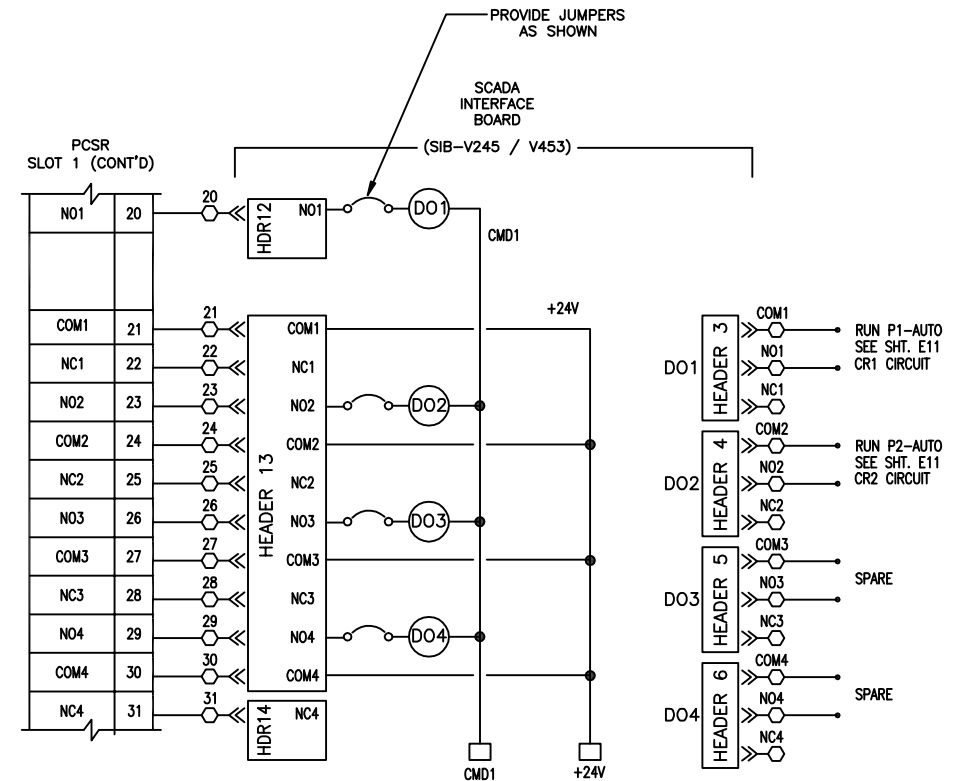 PROVIDE JUMPERS
AS SHOWN
SCADA
INTERFACE
BOARD
(SIB-V245 / V453)
PCSR
SLOT 1 (CONT'D)
NO1 20 20 HDR12 NO1 DO1
CMD1
+24V
COM1 21 21 COM1
NC1 22 22 NC1
NO2 23 23 NO2 DO2
COM2 24 24 COM2
NC2 25 25 NC2
HEADER 13
NO3 26 26 NO3 DO3
COM3 27 27 COM3
NC3 28 28 NC3
NO4 29 29 NO4 DO4
COM4 30 30 COM4
NC4 31 31 HDR14 NC4
CMD1
+24V
DO1 HEADER 3
COM1
NO1
NC1
RUN P1-AUTO
SEE SHT. E11
CR1 CIRCUIT
DO2 HEADER 4
COM2
NO2
NC2
RUN P2-AUTO
SEE SHT. E11
CR2 CIRCUIT
DO3 HEADER 5
COM3
NO3
NC3
SPARE
DO4 HEADER 6
COM4
NO4
NC4
SPARE